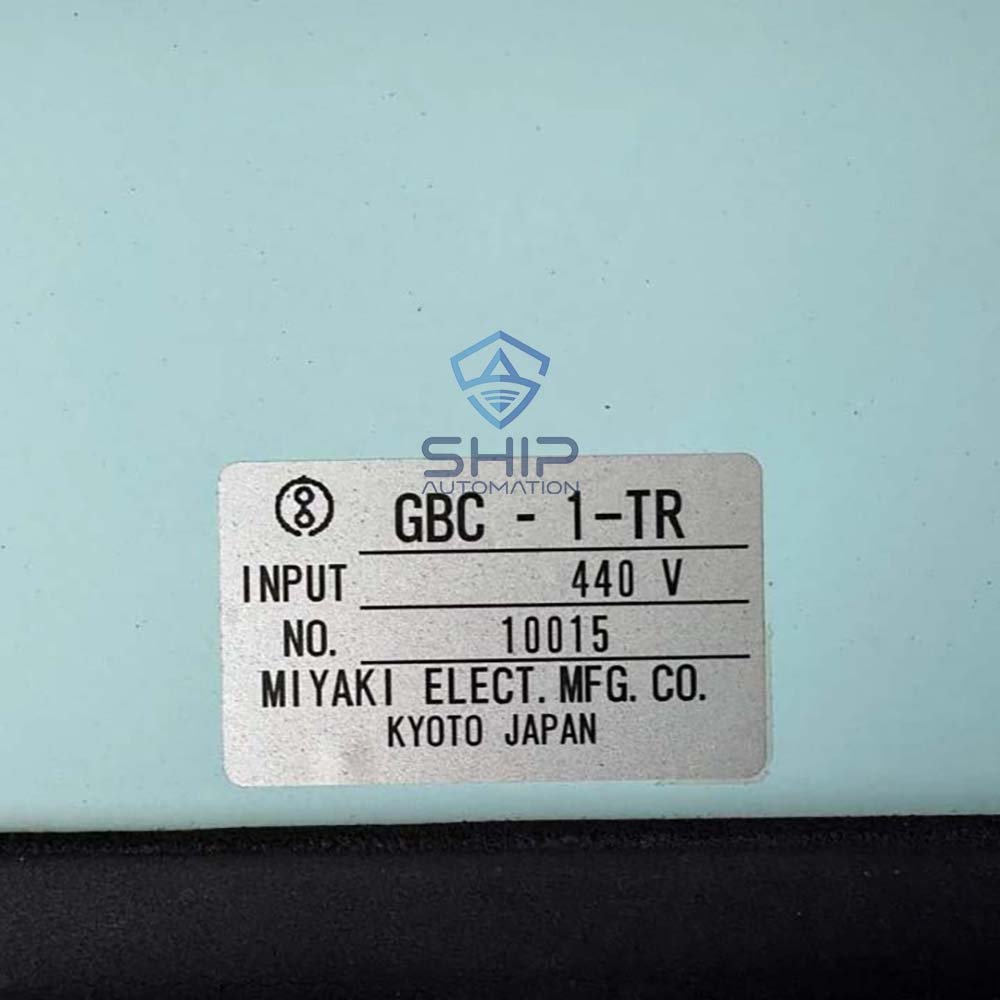 SHIP
AUTOMATION
GBC - 1-TR
INPUT 440 V
NO. 10015
MIYAKI ELECT. MFG. CO.
KYOTO JAPAN